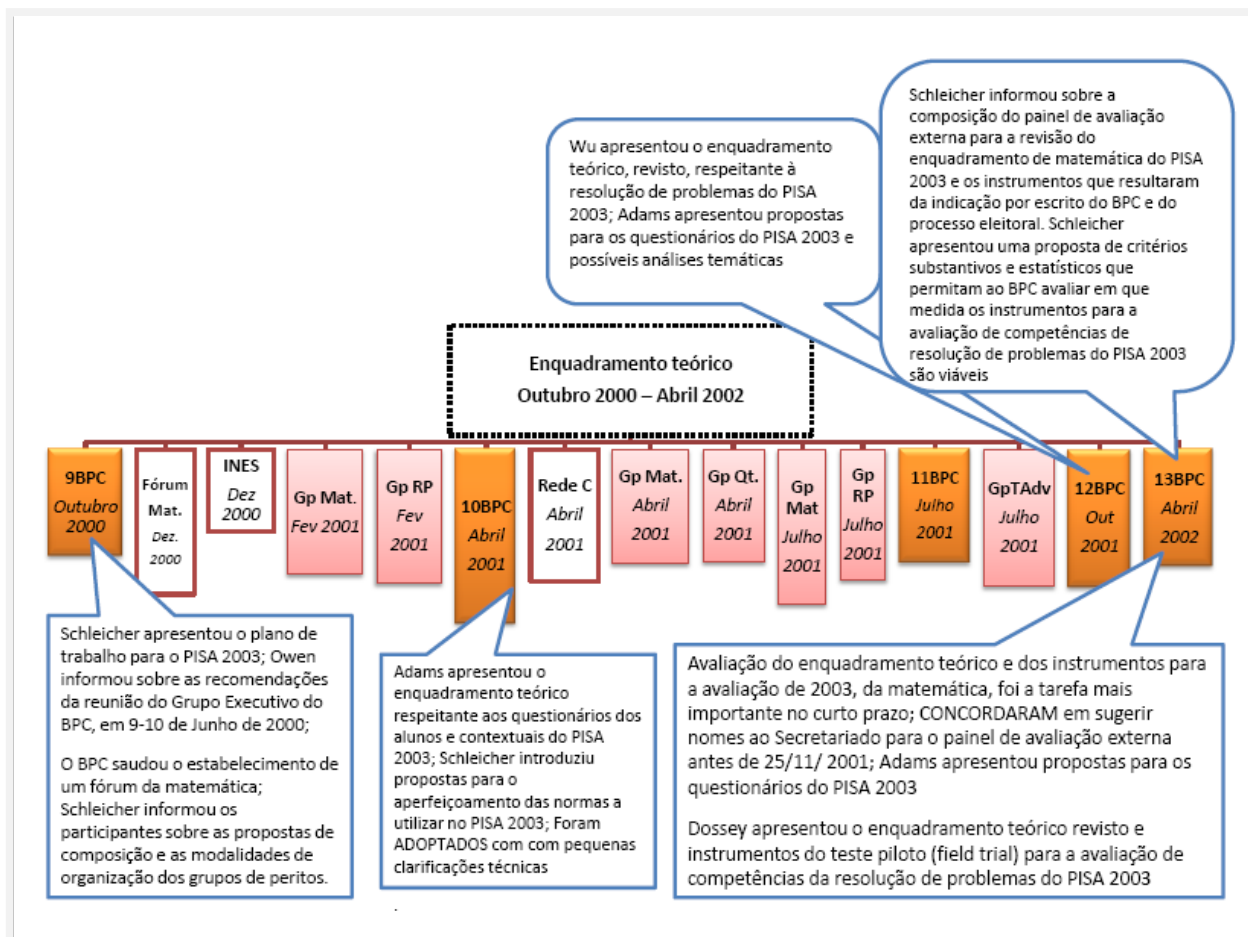 Schleicher informou sobre a
composição do painel de avaliação
externa para a revisão do
enquadramento de matemática do PISA
2003 e os instrumentos que resultaram
da indicação por escrito do BPC e do
processo eleitoral. Schleicher
apresentou uma proposta de critérios
substantivos e estatísticos que
permitam ao BPC avaliar em que
medida os instrumentos para a
avaliação de competências de
resolução de problemas do PISA 2003
são viáveis
Wu apresentou o enquadramento
teórico, revisto, respeitante à
resolução de problemas do PISA
2003; Adams apresentou propostas
para os questionários do PISA 2003 e
possíveis análises temáticas
Enquadramento teórico
Outubro 2000 – Abril 2002
9BPC
Outubro
2000
Fórum
Mat.
Dez.
2000
INES
Dez
2000
Gp Mat.
Fev 2001
Gp RP
Fev
2001
10BPC
Abril
2001
Rede C
Abril
2001
Gp Mat.
Abril
2001
Gp Qt.
Abril
2001
Gp
Mat
Julho
2001
Gp
RP
Julho
2001
11BPC
Julho
2001
GpTAdv
Julho
2001
12BPC
Out
2001
13BPC
Abril
2002
Schleicher apresentou o plano de
trabalho para o PISA 2003; Owen
informou sobre as recomendações
da reunião do Grupo Executivo do
BPC, em 9-10 de Junho de 2000;
O BPC saudou o estabelecimento de
um fórum da matemática;
Schleicher informou os
participantes sobre as propostas de
composição e as modalidades de
organização dos grupos de peritos.
Adams apresentou o
enquadramento teórico
respeitante aos questionários dos
alunos e contextuais do PISA
2003; Schleicher introduziu
propostas para o
aperfeiçoamento das normas a
utilizar no PISA 2003; Foram
ADOPTADOS com com pequenas
clarificações técnicas
.
Avaliação do enquadramento teórico e dos instrumentos para
a avaliação de 2003, da matemática, foi a tarefa mais
importante no curto prazo; CONCORDARAM em sugerir
nomes ao Secretariado para o painel de avaliação externa
antes de 25/11/ 2001; Adams apresentou propostas para os
questionários do PISA 2003
Dossey apresentou o enquadramento teórico revisto e
instrumentos do teste piloto (field trial) para a avaliação de
competências da resolução de problemas do PISA 2003